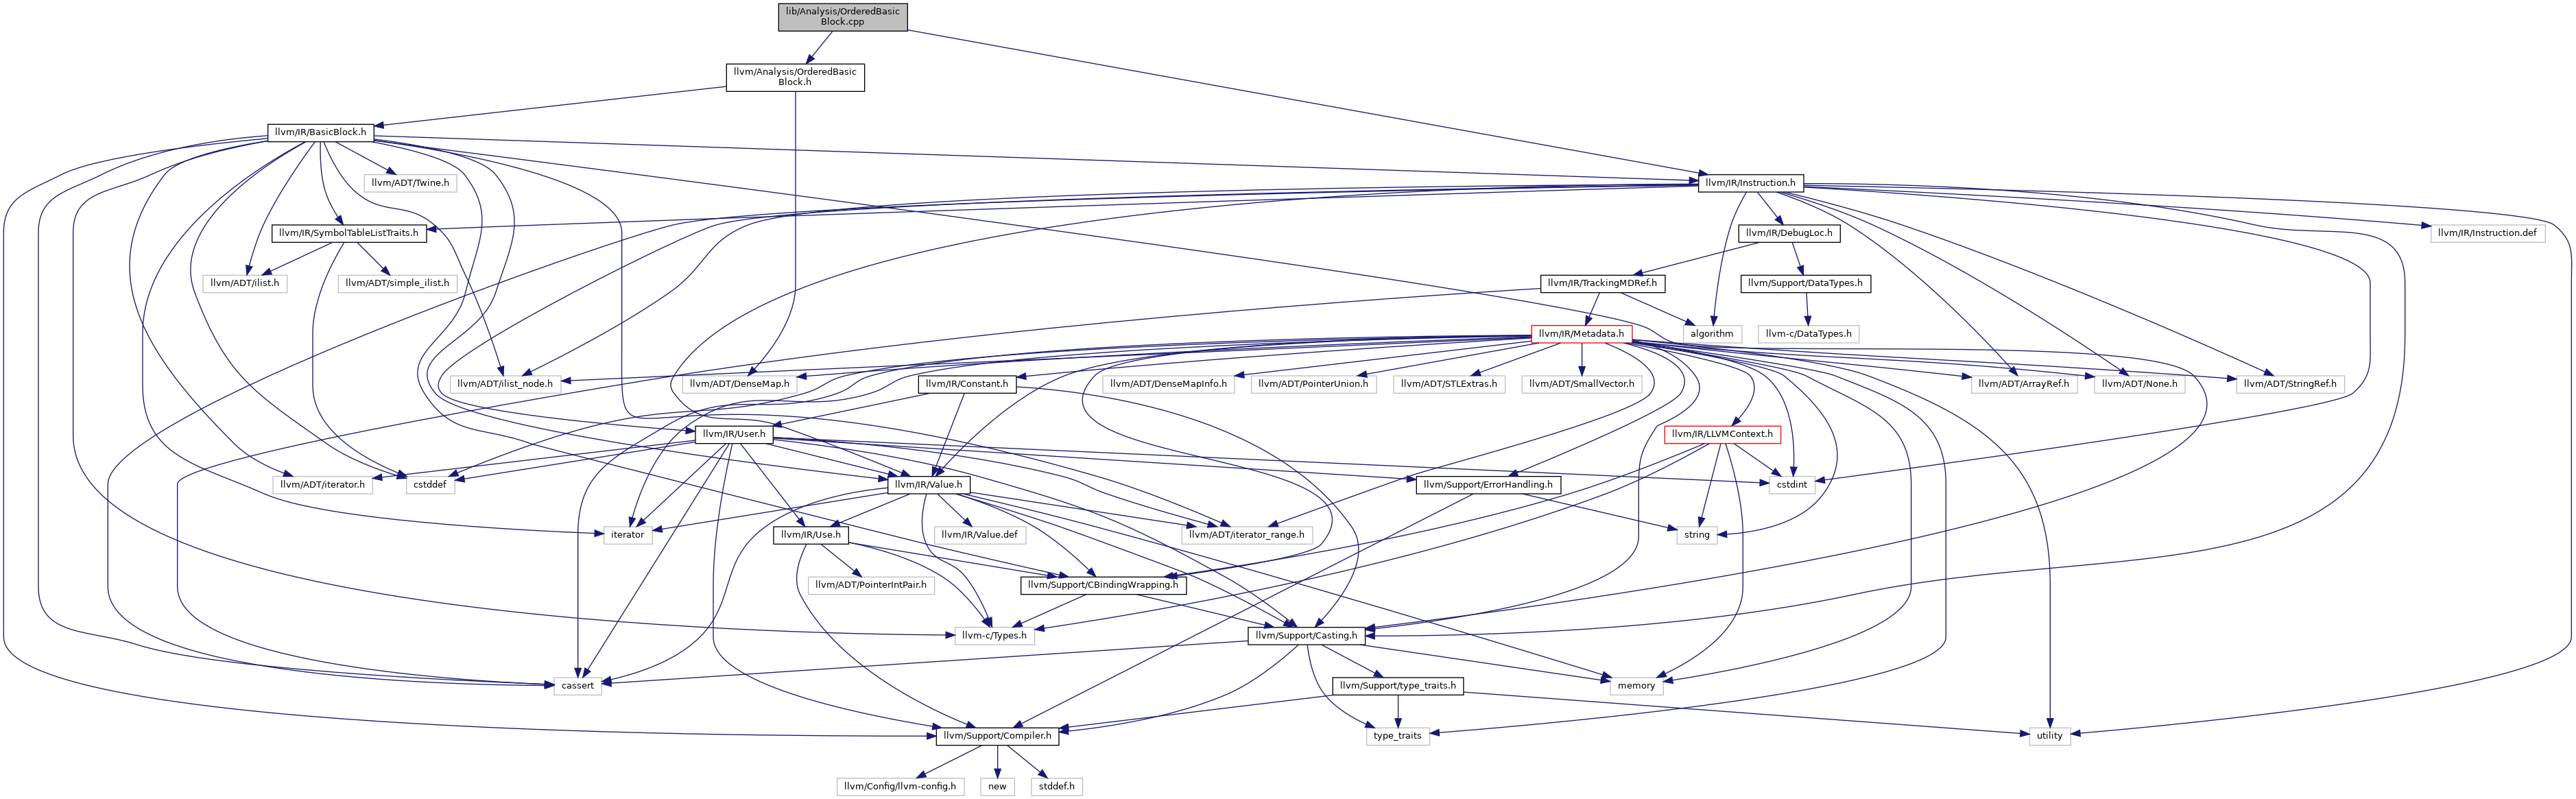 lib/Analysis/OrderedBasic
Block.cpp
llvm/Analysis/OrderedBasic
Block.h
llvm/IR/BasicBlock.h
llvm/ADT/Twine.h
llvm/IR/Instruction.h
llvm/IR/SymbolTableListTraits.h
llvm/IR/DebugLoc.h
llvm/IR/Instruction.def
llvm/ADT/ilist.h
llvm/ADT/simple_ilist.h
llvm/IR/TrackingMDRef.h
llvm/Support/DataTypes.h
llvm/IR/Metadata.h
algorithm
llvm-c/DataTypes.h
llvm/ADT/ilist_node.h
llvm/ADT/DenseMap.h
llvm/IR/Constant.h
llvm/ADT/DenseMapInfo.h
llvm/ADT/PointerUnion.h
llvm/ADT/STLExtras.h
llvm/ADT/SmallVector.h
llvm/ADT/ArrayRef.h
llvm/ADT/None.h
llvm/ADT/StringRef.h
llvm/IR/User.h
llvm/IR/LLVMContext.h
llvm/ADT/iterator.h
cstddef
llvm/IR/Value.h
llvm/Support/ErrorHandling.h
cstdint
iterator
llvm/IR/Use.h
llvm/IR/Value.def
llvm/ADT/iterator_range.h
string
llvm/ADT/PointerIntPair.h
llvm/Support/CBindingWrapping.h
llvm-c/Types.h
llvm/Support/Casting.h
cassert
llvm/Support/type_traits.h
memory
llvm/Support/Compiler.h
type_traits
utility
llvm/Config/llvm-config.h
new
stddef.h